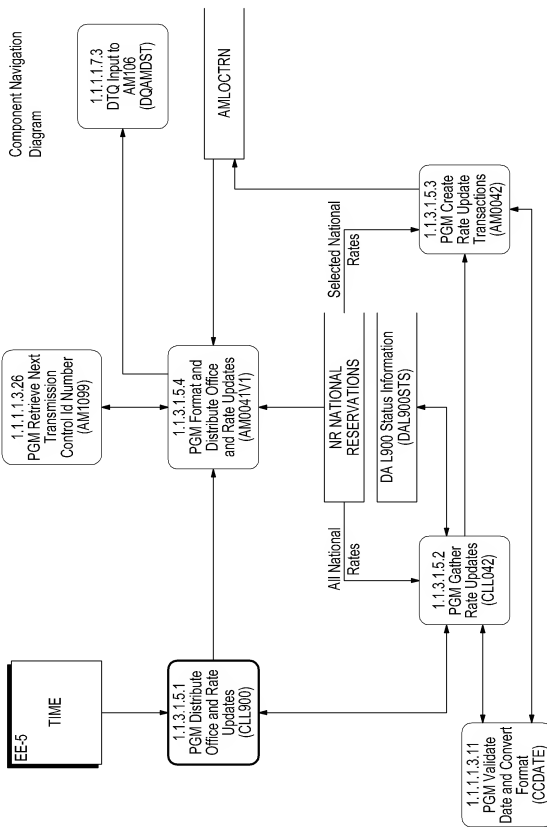 Component Navigation
Diagram
EE-5
TIME
1.1.1.1.3.26
PGM Retrieve Next
Transmission
Control Id Number
(AM1099)
1.1.1.1.7.3
DTQ Input to
AM106
(DQAMDST)
1.1.3.1.5.1
PGM Distribute
Office and Rate
Updates
(CLL900)
1.1.3.1.5.4
PGM Format and
Distribute Office
and Rate Updates
(AM0041V1)
AMLOCTRN
All National
Rates
NR NATIONAL
RESERVATIONS
Selected National
Rates
DA L900 Status Information
(DAL900STS)
1.1.3.1.5.2
PGM Gather
Rate Updates
(CLL042)
1.1.3.1.5.3
PGM Create
Rate Update
Transactions
(AM0042)
1.1.1.1.3.11
PGM Validate
Date and Convert
Format
(CCDATE)